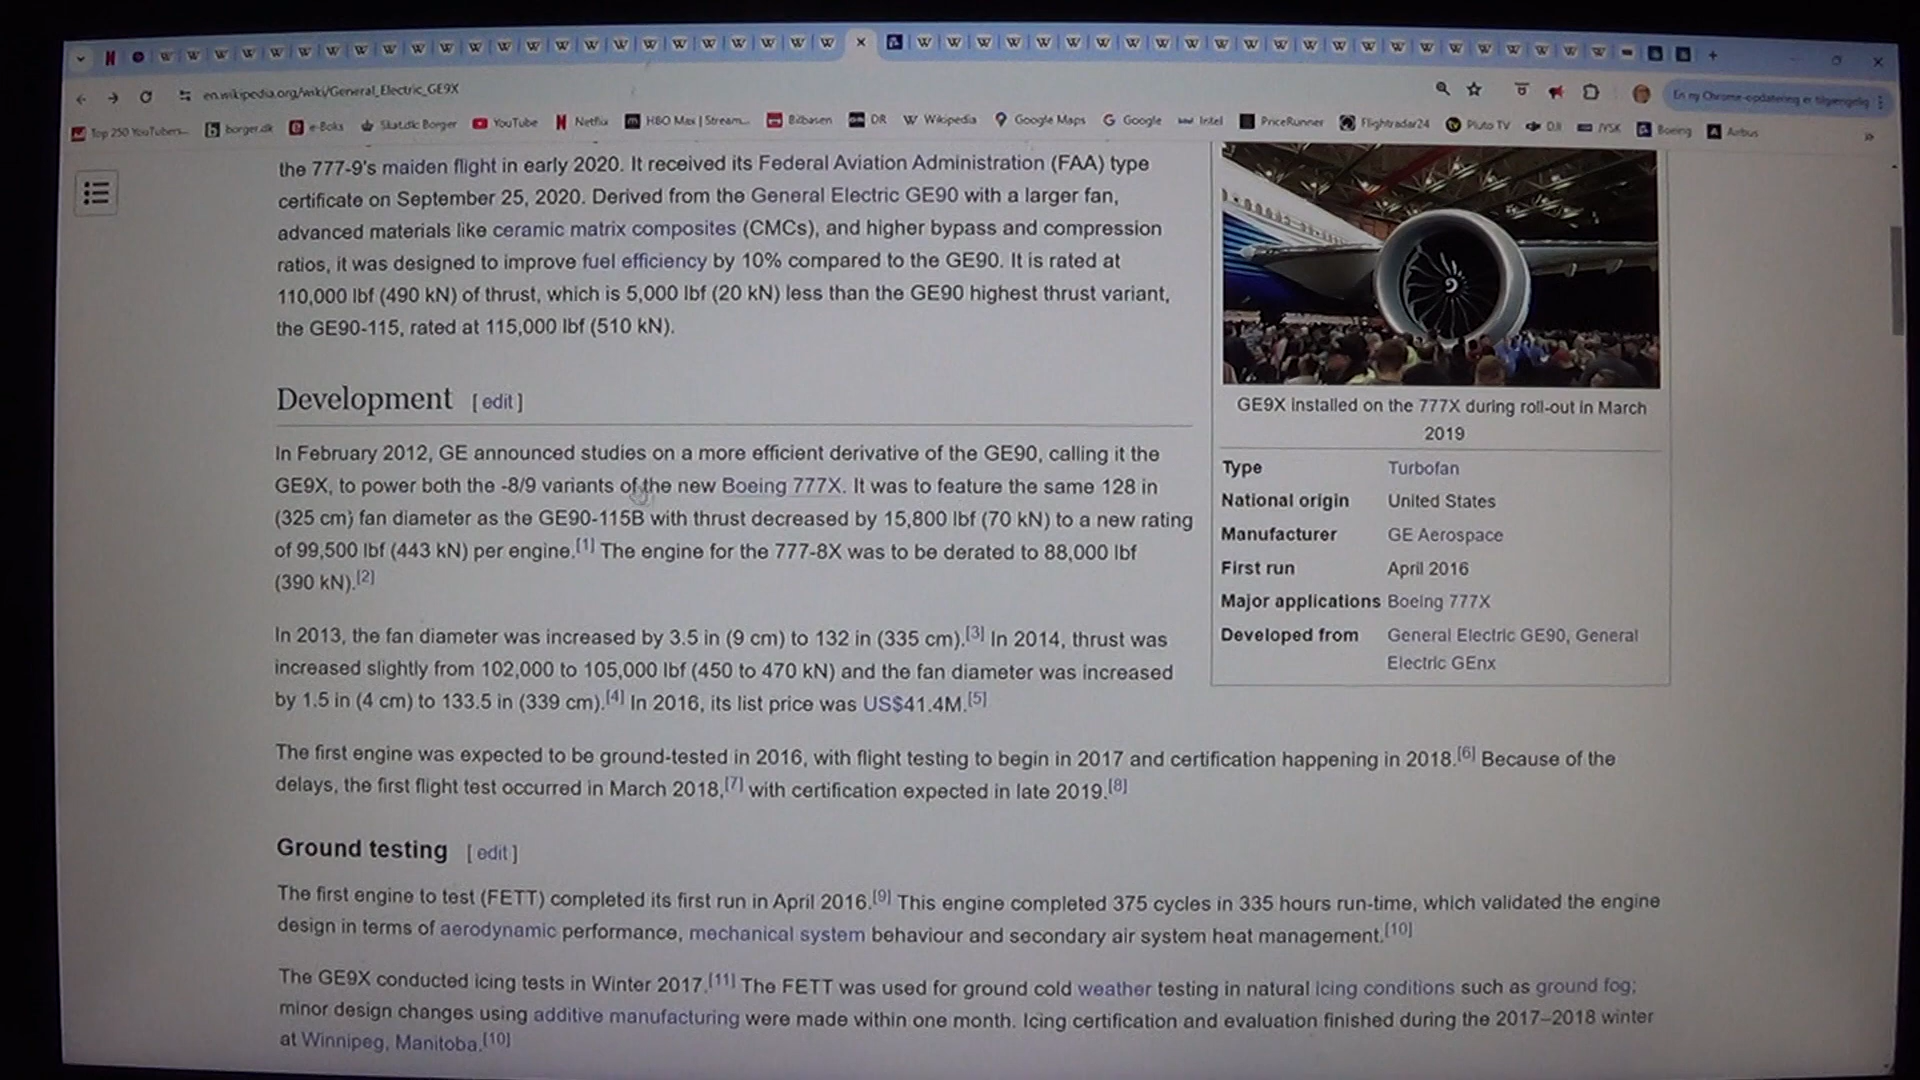 en.wikipedia.org/wiki/General_Electric_GE9X
En ny Chrome-opdatering er tilgængelig
Top 250 YouTubers... borger.dk e-Boks Skat.dk: Borger YouTube Netflix HBO Max | Stream... Bilbasen DR Wikipedia Google Maps Google Intel PriceRunner Flightradar24 Pluto TV DJI JYSK Boeing Airbus
the 777-9's maiden flight in early 2020. It received its Federal Aviation Administration (FAA) type
certificate on September 25, 2020. Derived from the General Electric GE90 with a larger fan,
advanced materials like ceramic matrix composites (CMCs), and higher bypass and compression
ratios, it was designed to improve fuel efficiency by 10% compared to the GE90. It is rated at
110,000 lbf (490 kN) of thrust, which is 5,000 lbf (20 kN) less than the GE90 highest thrust variant,
the GE90-115, rated at 115,000 lbf (510 kN).
Development [ edit ]
In February 2012, GE announced studies on a more efficient derivative of the GE90, calling it the
GE9X, to power both the -8/9 variants of the new Boeing 777X. It was to feature the same 128 in
(325 cm) fan diameter as the GE90-115B with thrust decreased by 15,800 lbf (70 kN) to a new rating
of 99,500 lbf (443 kN) per engine.[1] The engine for the 777-8X was to be derated to 88,000 lbf
(390 kN).[2]
In 2013, the fan diameter was increased by 3.5 in (9 cm) to 132 in (335 cm).[3] In 2014, thrust was
increased slightly from 102,000 to 105,000 lbf (450 to 470 kN) and the fan diameter was increased
by 1.5 in (4 cm) to 133.5 in (339 cm).[4] In 2016, its list price was US$41.4M.[5]
The first engine was expected to be ground-tested in 2016, with flight testing to begin in 2017 and certification happening in 2018.[6] Because of the
delays, the first flight test occurred in March 2018,[7] with certification expected in late 2019.[8]
Ground testing [ edit ]
The first engine to test (FETT) completed its first run in April 2016.[9] This engine completed 375 cycles in 335 hours run-time, which validated the engine
design in terms of aerodynamic performance, mechanical system behaviour and secondary air system heat management.[10]
The GE9X conducted icing tests in Winter 2017.[11] The FETT was used for ground cold weather testing in natural icing conditions such as ground fog;
minor design changes using additive manufacturing were made within one month. Icing certification and evaluation finished during the 2017–2018 winter
at Winnipeg, Manitoba.[10]
GE9X installed on the 777X during roll-out in March
2019
Type Turbofan
National origin United States
Manufacturer GE Aerospace
First run April 2016
Major applications Boeing 777X
Developed from General Electric GE90, General
Electric GEnx